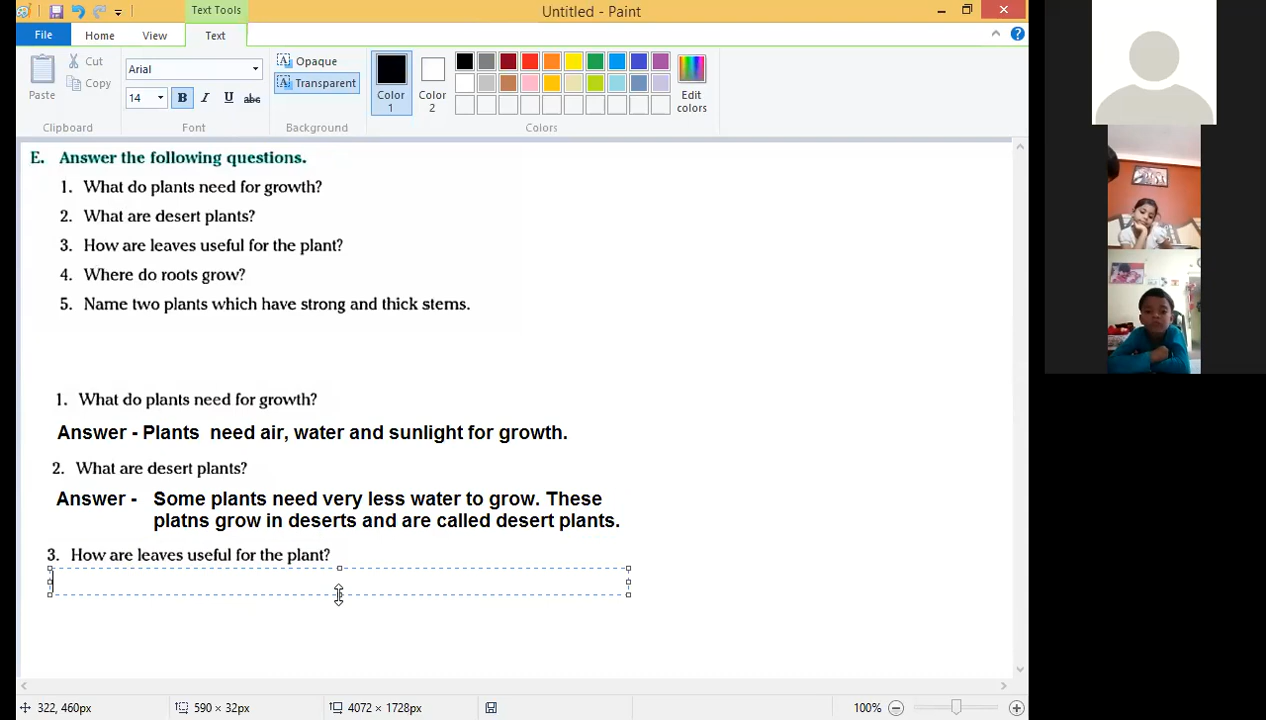 Text Tools
Untitled - Paint
File
Home
View
Text
Paste
Cut
Copy
Clipboard
Arial
14
B
I
U
abc
Font
Opaque
Transparent
Background
Color 1
Color 2
Edit colors
Colors
E. Answer the following questions.
1. What do plants need for growth?
2. What are desert plants?
3. How are leaves useful for the plant?
4. Where do roots grow?
5. Name two plants which have strong and thick stems.
1. What do plants need for growth?
Answer - Plants need air, water and sunlight for growth.
2. What are desert plants?
Answer - Some plants need very less water to grow. These
platns grow in deserts and are called desert plants.
3. How are leaves useful for the plant?
322, 460px
590 × 32px
4072 × 1728px
100%